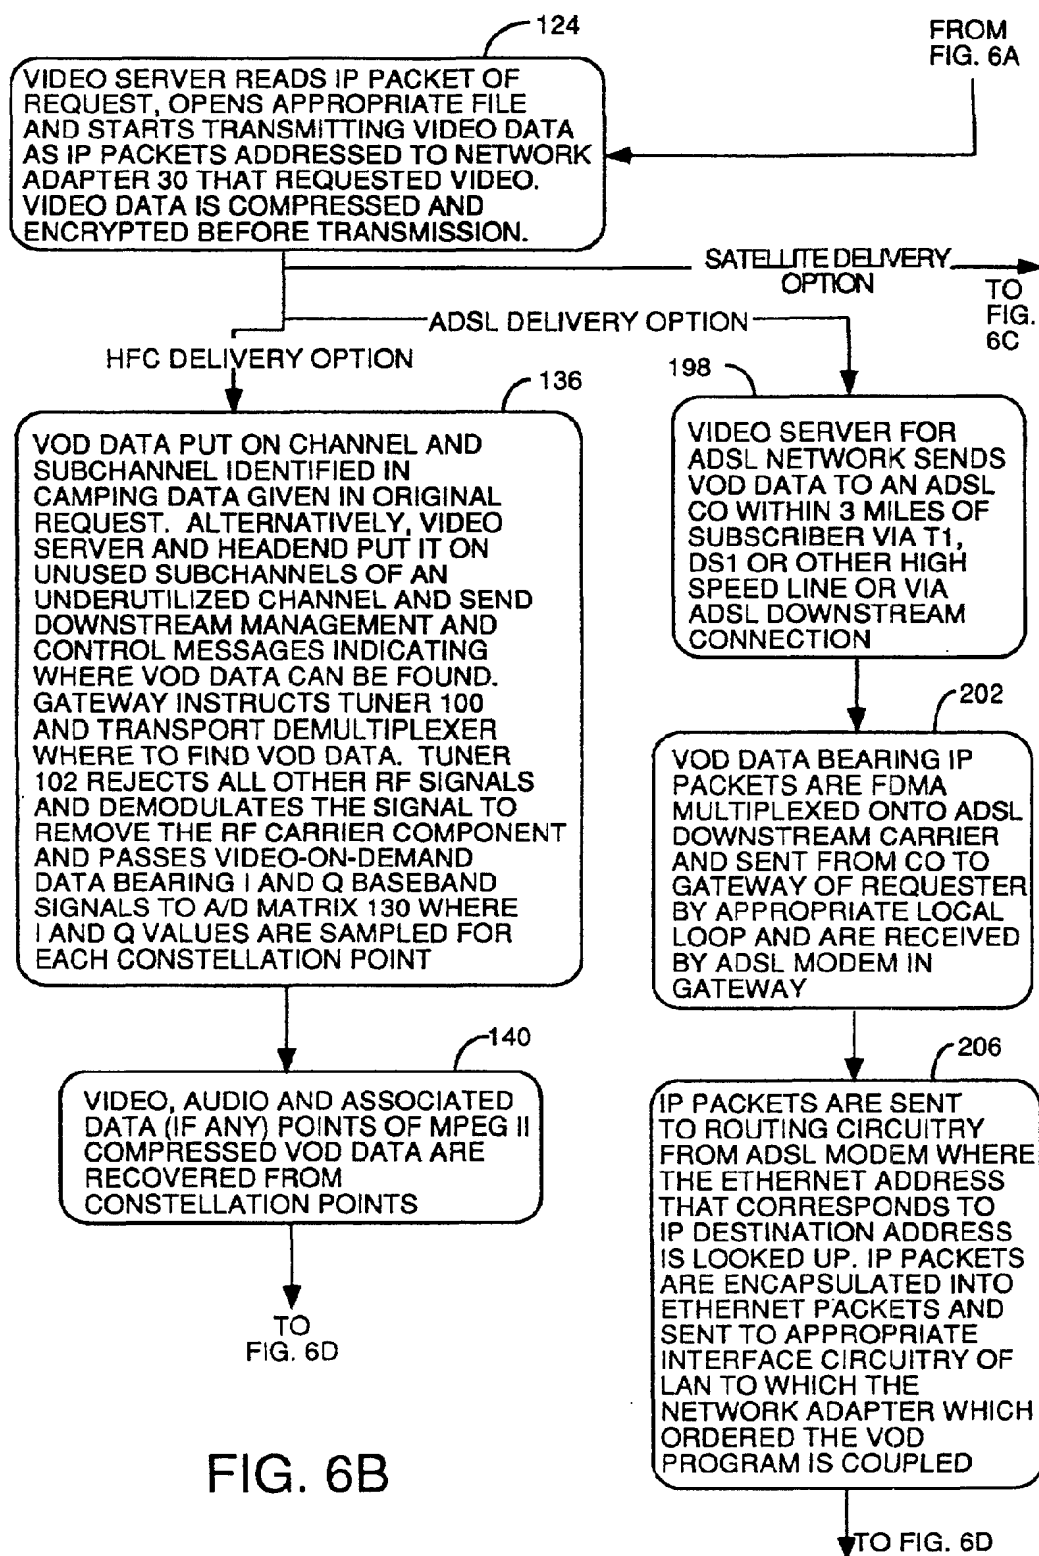 124
FROM
FIG. 6A
VIDEO SERVER READS IP PACKET OF
REQUEST, OPENS APPROPRIATE FILE
AND STARTS TRANSMITTING VIDEO DATA
AS IP PACKETS ADDRESSED TO NETWORK
ADAPTER 30 THAT REQUESTED VIDEO.
VIDEO DATA IS COMPRESSED AND
ENCRYPTED BEFORE TRANSMISSION.
SATELLITE DELIVERY
OPTION
TO
FIG.
6C
ADSL DELIVERY OPTION
HFC DELIVERY OPTION
136
VOD DATA PUT ON CHANNEL AND
SUBCHANNEL IDENTIFIED IN
CAMPING DATA GIVEN IN ORIGINAL
REQUEST. ALTERNATIVELY, VIDEO
SERVER AND HEADEND PUT IT ON
UNUSED SUBCHANNELS OF AN
UNDERUTILIZED CHANNEL AND SEND
DOWNSTREAM MANAGEMENT AND
CONTROL MESSAGES INDICATING
WHERE VOD DATA CAN BE FOUND.
GATEWAY INSTRUCTS TUNER 100
AND TRANSPORT DEMULTIPLEXER
WHERE TO FIND VOD DATA. TUNER
102 REJECTS ALL OTHER RF SIGNALS
AND DEMODULATES THE SIGNAL TO
REMOVE THE RF CARRIER COMPONENT
AND PASSES VIDEO-ON-DEMAND
DATA BEARING I AND Q BASEBAND
SIGNALS TO A/D MATRIX 130 WHERE
I AND Q VALUES ARE SAMPLED FOR
EACH CONSTELLATION POINT
140
VIDEO, AUDIO AND ASSOCIATED
DATA (IF ANY) POINTS OF MPEG II
COMPRESSED VOD DATA ARE
RECOVERED FROM
CONSTELLATION POINTS
TO
FIG. 6D
198
VIDEO SERVER FOR
ADSL NETWORK SENDS
VOD DATA TO AN ADSL
CO WITHIN 3 MILES OF
SUBSCRIBER VIA T1,
DS1 OR OTHER HIGH
SPEED LINE OR VIA
ADSL DOWNSTREAM
CONNECTION
202
VOD DATA BEARING IP
PACKETS ARE FDMA
MULTIPLEXED ONTO ADSL
DOWNSTREAM CARRIER
AND SENT FROM CO TO
GATEWAY OF REQUESTER
BY APPROPRIATE LOCAL
LOOP AND ARE RECEIVED
BY ADSL MODEM IN
GATEWAY
206
IP PACKETS ARE SENT
TO ROUTING CIRCUITRY
FROM ADSL MODEM WHERE
THE ETHERNET ADDRESS
THAT CORRESPONDS TO
IP DESTINATION ADDRESS
IS LOOKED UP. IP PACKETS
ARE ENCAPSULATED INTO
ETHERNET PACKETS AND
SENT TO APPROPRIATE
INTERFACE CIRCUITRY OF
LAN TO WHICH THE
NETWORK ADAPTER WHICH
ORDERED THE VOD
PROGRAM IS COUPLED
TO FIG. 6D
FIG. 6B